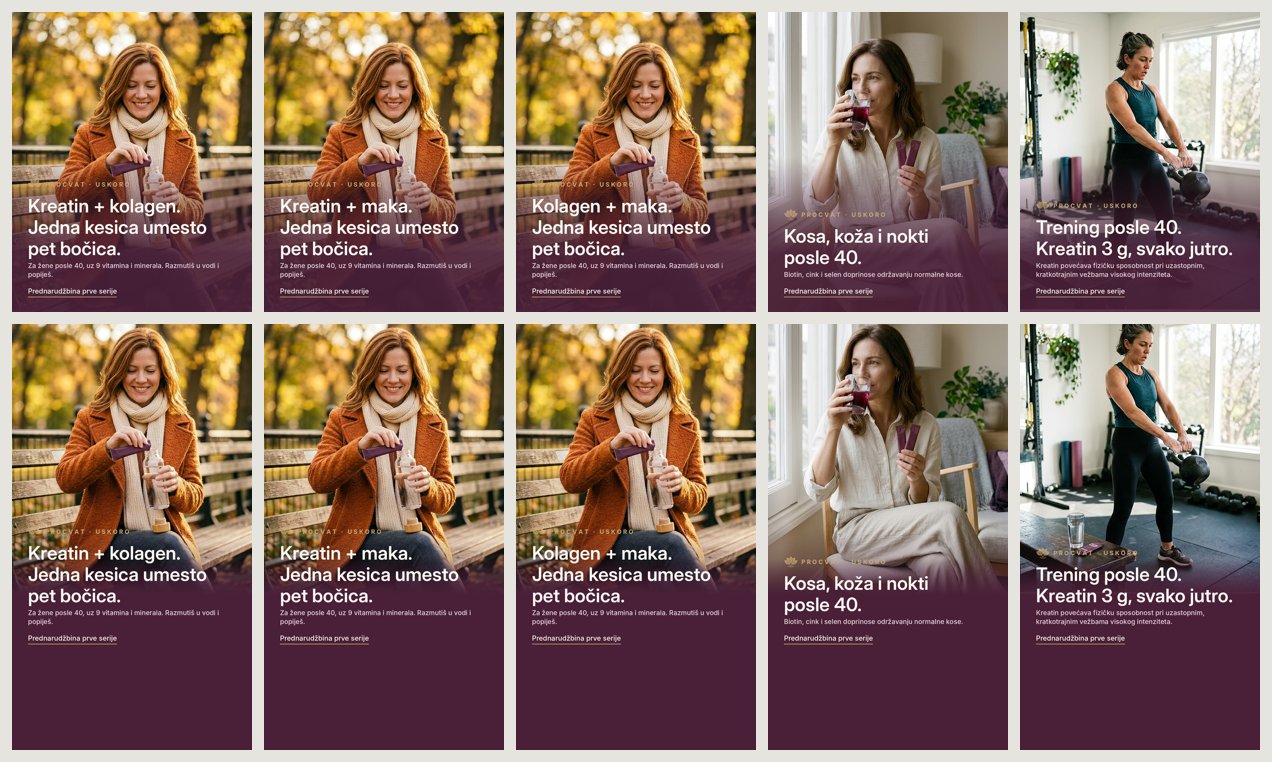 PROCVAT · USKORO
Kreatin + kolagen.
Jedna kesica umesto
pet bočica.
Za žene posle 40, uz 9 vitamina i minerala. Razmutiš u vodi i
popiješ.
Prednarudžbina prve serije
PROCVAT · USKORO
Kreatin + maka.
Jedna kesica umesto
pet bočica.
Za žene posle 40, uz 9 vitamina i minerala. Razmutiš u vodi i
popiješ.
Prednarudžbina prve serije
PROCVAT · USKORO
Kolagen + maka.
Jedna kesica umesto
pet bočica.
Za žene posle 40, uz 9 vitamina i minerala. Razmutiš u vodi i
popiješ.
Prednarudžbina prve serije
PROCVAT · USKORO
Kosa, koža i nokti
posle 40.
Biotin, cink i selen doprinose održavanju normalne kose.
Prednarudžbina prve serije
PROCVAT · USKORO
Trening posle 40.
Kreatin 3 g, svako jutro.
Kreatin povećava fizičku sposobnost pri uzastopnim,
kratkotrajnim vežbama visokog intenziteta.
Prednarudžbina prve serije
PROCVAT · USKORO
Kreatin + kolagen.
Jedna kesica umesto
pet bočica.
Za žene posle 40, uz 9 vitamina i minerala. Razmutiš u vodi i
popiješ.
Prednarudžbina prve serije
PROCVAT · USKORO
Kreatin + maka.
Jedna kesica umesto
pet bočica.
Za žene posle 40, uz 9 vitamina i minerala. Razmutiš u vodi i
popiješ.
Prednarudžbina prve serije
PROCVAT · USKORO
Kolagen + maka.
Jedna kesica umesto
pet bočica.
Za žene posle 40, uz 9 vitamina i minerala. Razmutiš u vodi i
popiješ.
Prednarudžbina prve serije
PROCVAT · USKORO
Kosa, koža i nokti
posle 40.
Biotin, cink i selen doprinose održavanju normalne kose.
Prednarudžbina prve serije
PROCVAT · USKORO
Trening posle 40.
Kreatin 3 g, svako jutro.
Kreatin povećava fizičku sposobnost pri uzastopnim,
kratkotrajnim vežbama visokog intenziteta.
Prednarudžbina prve serije